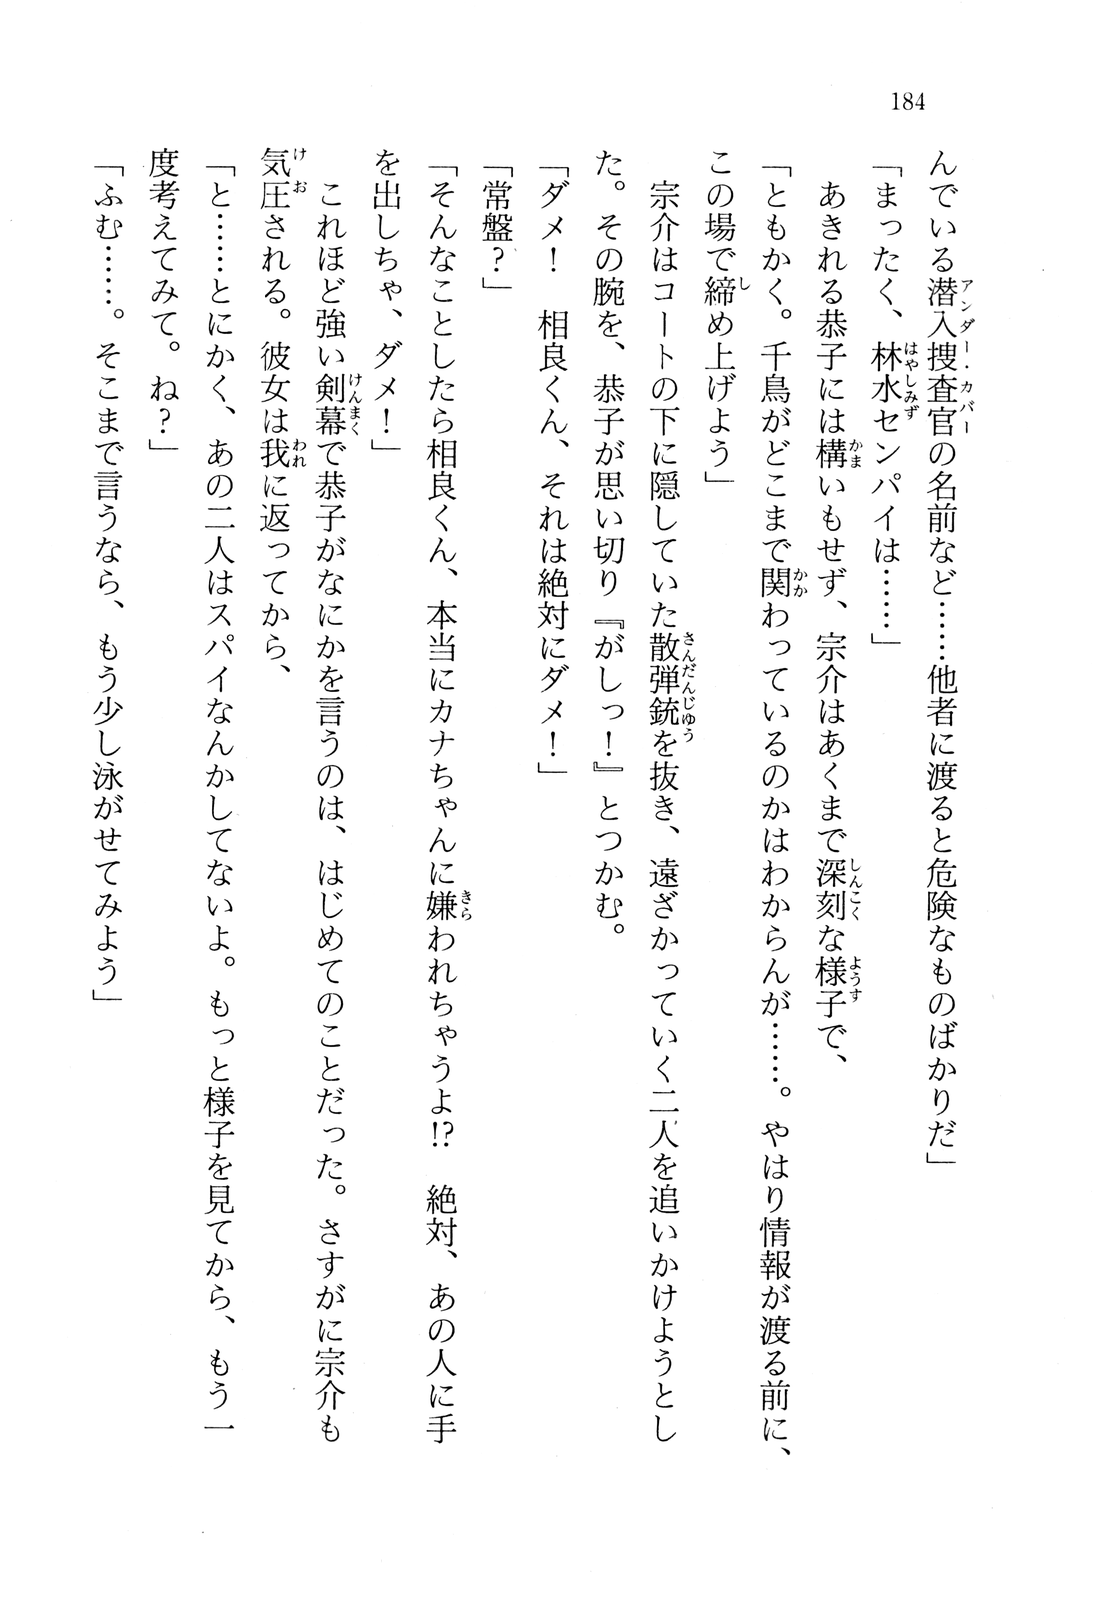 184
んでいる潜入捜査官の名前など……他者に渡ると危険なものばかりだ」
「まったく、林水センパイは……」
　あきれる恭子には構いもせず、宗介はあくまで深刻な様子で、
「ともかく。千鳥がどこまで関わっているのかはわからんが……。やはり情報が渡る前に、
この場で締め上げよう」
　宗介はコートの下に隠していた散弾銃を抜き、遠ざかっていく二人を追いかけようとし
た。その腕を、恭子が思い切り『がしっ！』とつかむ。
「ダメ！　相良くん、それは絶対にダメ！」
「常盤？」
「そんなことしたら相良くん、本当にカナちゃんに嫌われちゃうよ!?　絶対、あの人に手
を出しちゃ、ダメ！」
　これほど強い剣幕で恭子がなにかを言うのは、はじめてのことだった。さすがに宗介も
気圧される。彼女は我に返ってから、
「と……とにかく、あの二人はスパイなんかしてないよ。もっと様子を見てから、もう一
度考えてみて。ね？」
「ふむ……。そこまで言うなら、もう少し泳がせてみよう」